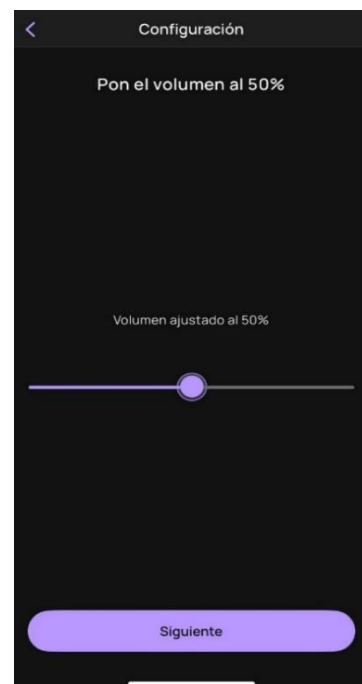 Configuración
Pon el volumen al 50%
Volumen ajustado al 50%
Siguiente